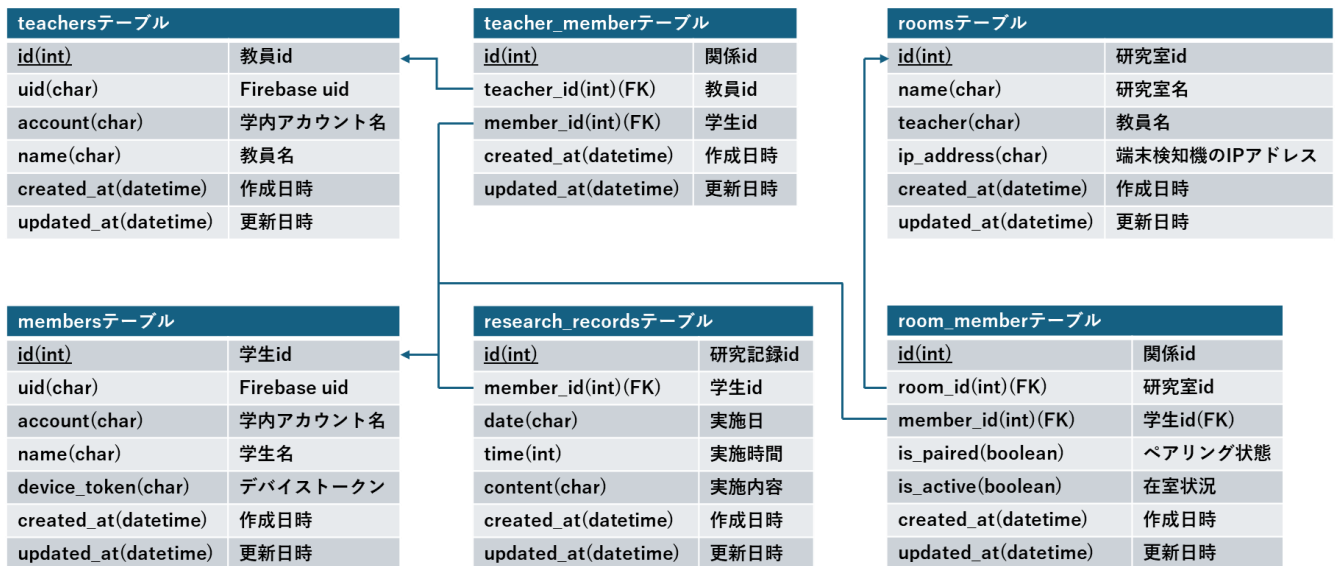 teachersテーブル
id(int) 教員id
uid(char) Firebase uid
account(char) 学内アカウント名
name(char) 教員名
created_at(datetime) 作成日時
updated_at(datetime) 更新日時
teacher_memberテーブル
id(int) 関係id
teacher_id(int)(FK) 教員id
member_id(int)(FK) 学生id
created_at(datetime) 作成日時
updated_at(datetime) 更新日時
roomsテーブル
id(int) 研究室id
name(char) 研究室名
teacher(char) 教員名
ip_address(char) 端末検知機のIPアドレス
created_at(datetime) 作成日時
updated_at(datetime) 更新日時
membersテーブル
id(int) 学生id
uid(char) Firebase uid
account(char) 学内アカウント名
name(char) 学生名
device_token(char) デバイストークン
created_at(datetime) 作成日時
updated_at(datetime) 更新日時
research_recordsテーブル
id(int) 研究記録id
member_id(int)(FK) 学生id
date(char) 実施日
time(int) 実施時間
content(char) 実施内容
created_at(datetime) 作成日時
updated_at(datetime) 更新日時
room_memberテーブル
id(int) 関係id
room_id(int)(FK) 研究室id
member_id(int)(FK) 学生id(FK)
is_paired(boolean) ペアリング状態
is_active(boolean) 在室状況
created_at(datetime) 作成日時
updated_at(datetime) 更新日時